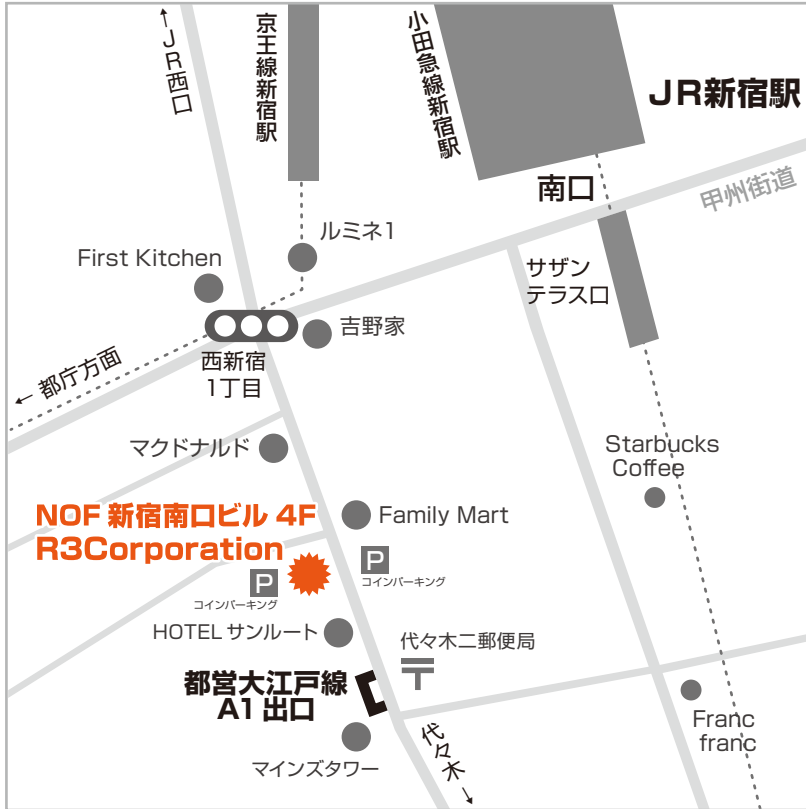 ←JR西口
京王線新宿駅
小田急線新宿駅
JR新宿駅
南口
甲州街道
ルミネ1
First Kitchen
サザン
テラス口
吉野家
西新宿
1丁目
← 都庁方面
マクドナルド
Starbucks
Coffee
NOF 新宿南口ビル 4F
R3Corporation
Family Mart
P
コインパーキング
P
コインパーキング
HOTEL サンルート
代々木二郵便局
〒
都営大江戸線
A1 出口
Franc
franc
マインズタワー
代々木→